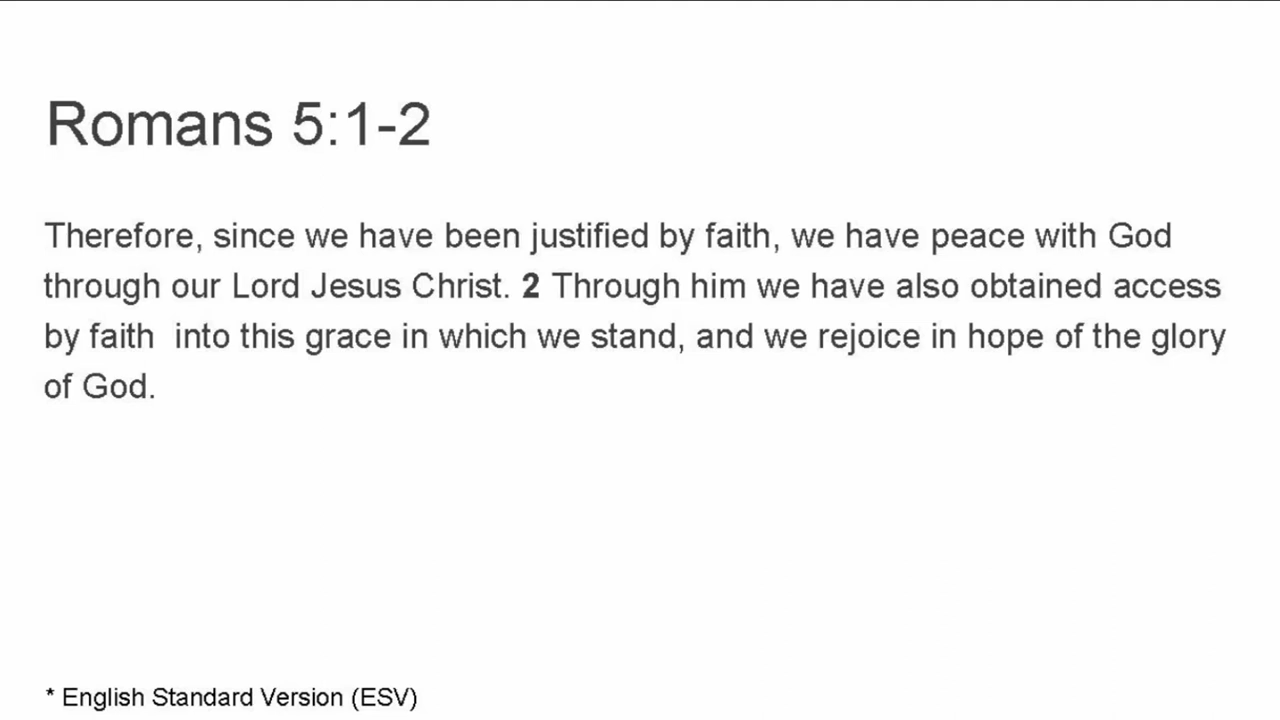 Romans 5:1-2
Therefore, since we have been justified by faith, we have peace with God
through our Lord Jesus Christ. 2 Through him we have also obtained access
by faith  into this grace in which we stand, and we rejoice in hope of the glory
of God.
* English Standard Version (ESV)